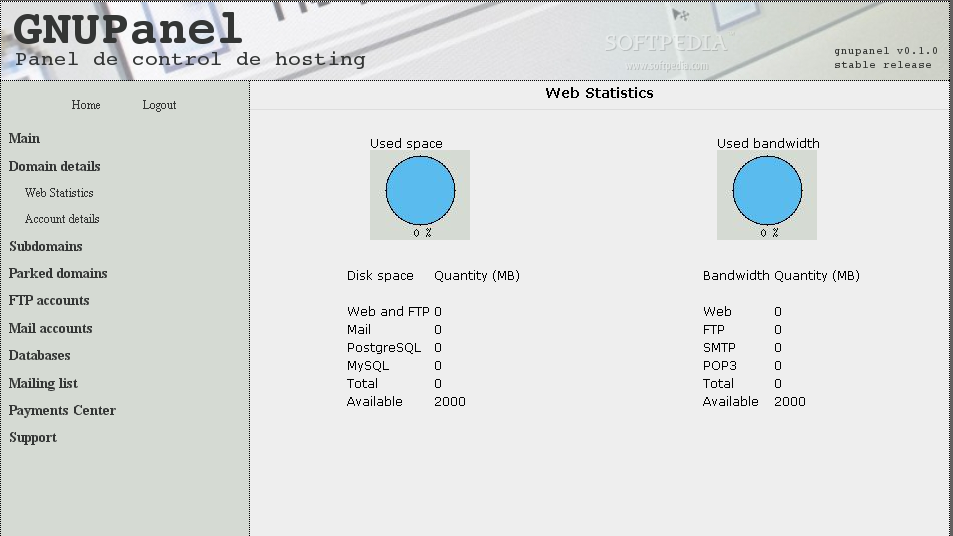 GNUPanel
Panel de control de hosting
SOFTPEDIA
www.softpedia.com
gnupanel v0.1.0
stable release
Home Logout
Main
Domain details
Web Statistics
Account details
Subdomains
Parked domains
FTP accounts
Mail accounts
Databases
Mailing list
Payments Center
Support
Web Statistics
Used space
0 %
Disk space Quantity (MB)
Web and FTP 0
Mail 0
PostgreSQL 0
MySQL 0
Total 0
Available 2000
Used bandwidth
0 %
Bandwidth Quantity (MB)
Web 0
FTP 0
SMTP 0
POP3 0
Total 0
Available 2000